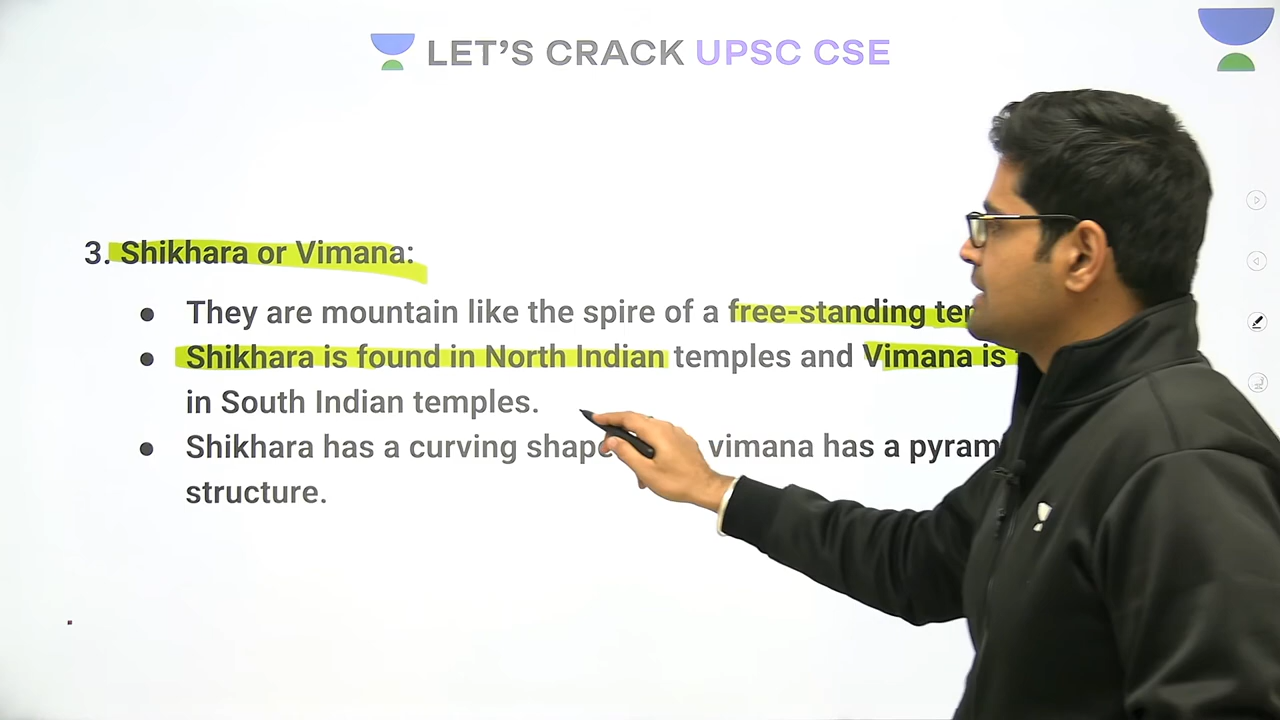 LET'S CRACK UPSC CSE
3. Shikhara or Vimana:
● They are mountain like the spire of a free-standing
● Shikhara is found in North Indian temples and Vimana is
in South Indian temples.
● Shikhara has a curving shape vimana has a
structure.